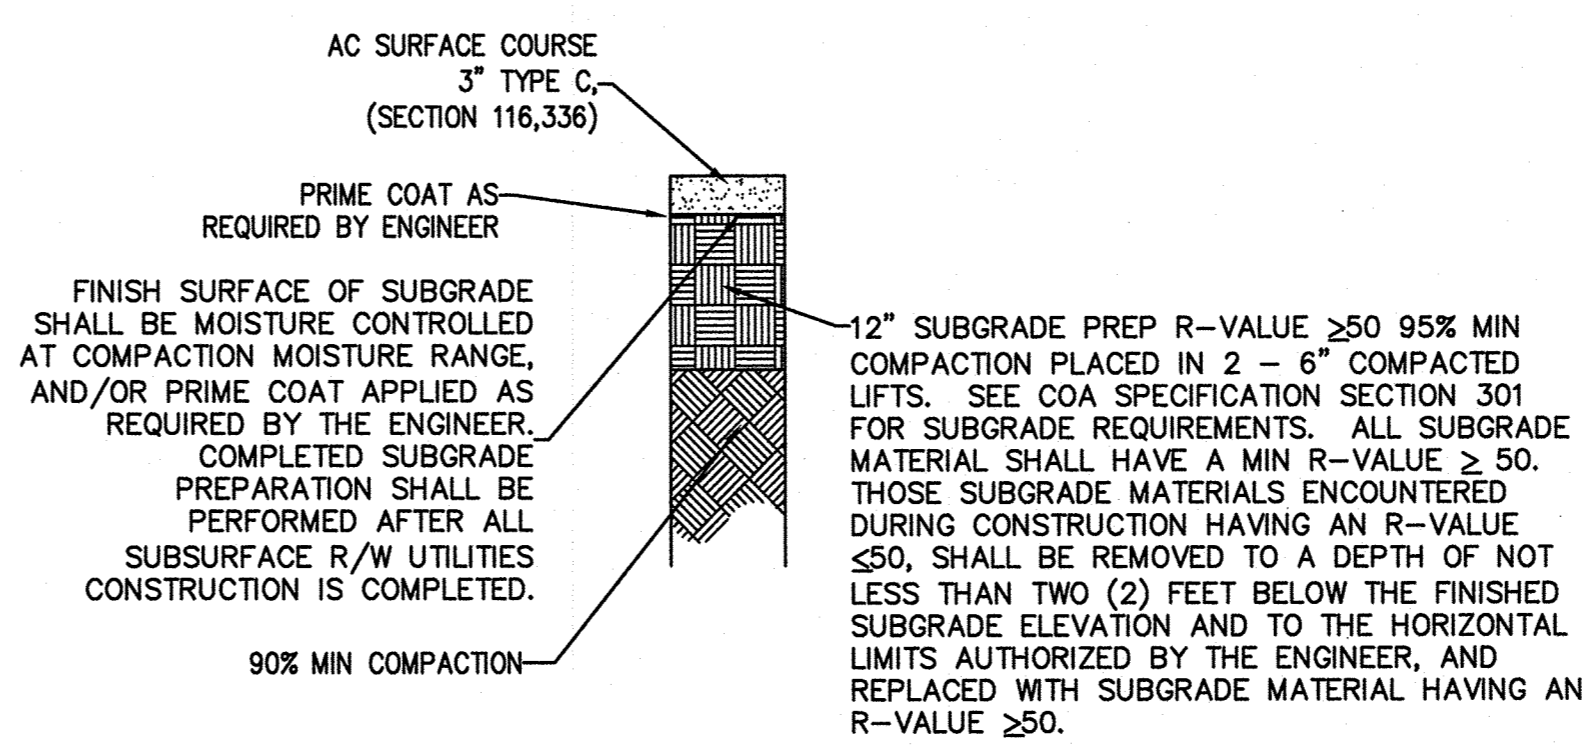 AC SURFACE COURSE
3" TYPE C,
(SECTION 116,336)
PRIME COAT AS
REQUIRED BY ENGINEER
FINISH SURFACE OF SUBGRADE
SHALL BE MOISTURE CONTROLLED
AT COMPACTION MOISTURE RANGE,
AND/OR PRIME COAT APPLIED AS
REQUIRED BY THE ENGINEER.
COMPLETED SUBGRADE
PREPARATION SHALL BE
PERFORMED AFTER ALL
SUBSURFACE R/W UTILITIES
CONSTRUCTION IS COMPLETED.
90% MIN COMPACTION
12" SUBGRADE PREP R-VALUE ≥50 95% MIN
COMPACTION PLACED IN 2 - 6" COMPACTED
LIFTS. SEE COA SPECIFICATION SECTION 301
FOR SUBGRADE REQUIREMENTS. ALL SUBGRADE
MATERIAL SHALL HAVE A MIN R-VALUE ≥ 50.
THOSE SUBGRADE MATERIALS ENCOUNTERED
DURING CONSTRUCTION HAVING AN R-VALUE
≤50, SHALL BE REMOVED TO A DEPTH OF NOT
LESS THAN TWO (2) FEET BELOW THE FINISHED
SUBGRADE ELEVATION AND TO THE HORIZONTAL
LIMITS AUTHORIZED BY THE ENGINEER, AND
REPLACED WITH SUBGRADE MATERIAL HAVING AN
R-VALUE ≥50.